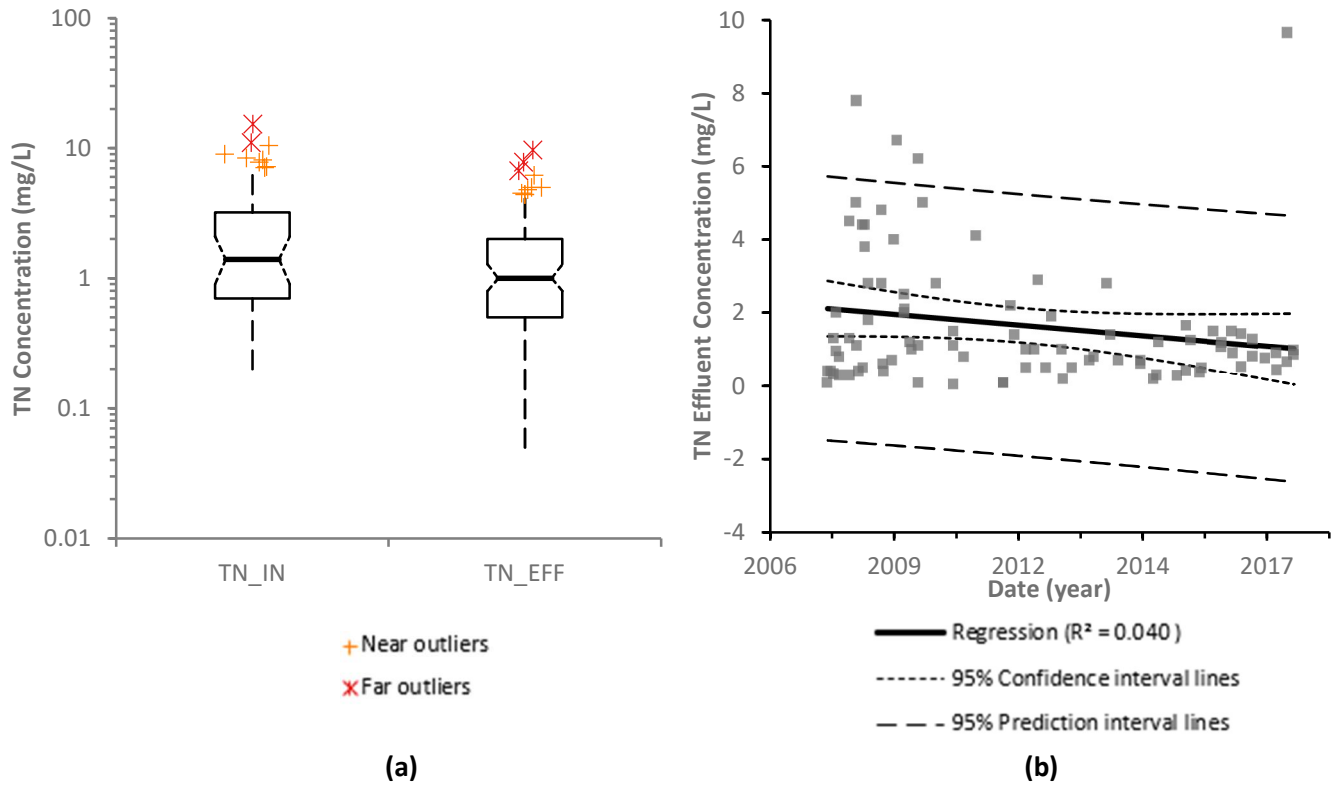 TN Concentration (mg/L)
100
10
1
0.1
0.01
TN_IN
TN_EFF
Near outliers
Far outliers
(a)
TN Effluent Concentration (mg/L)
10
8
6
4
2
0
-2
-4
2006
2009
2012
2014
2017
Date (year)
Regression (R² = 0.040 )
95% Confidence interval lines
95% Prediction interval lines
(b)